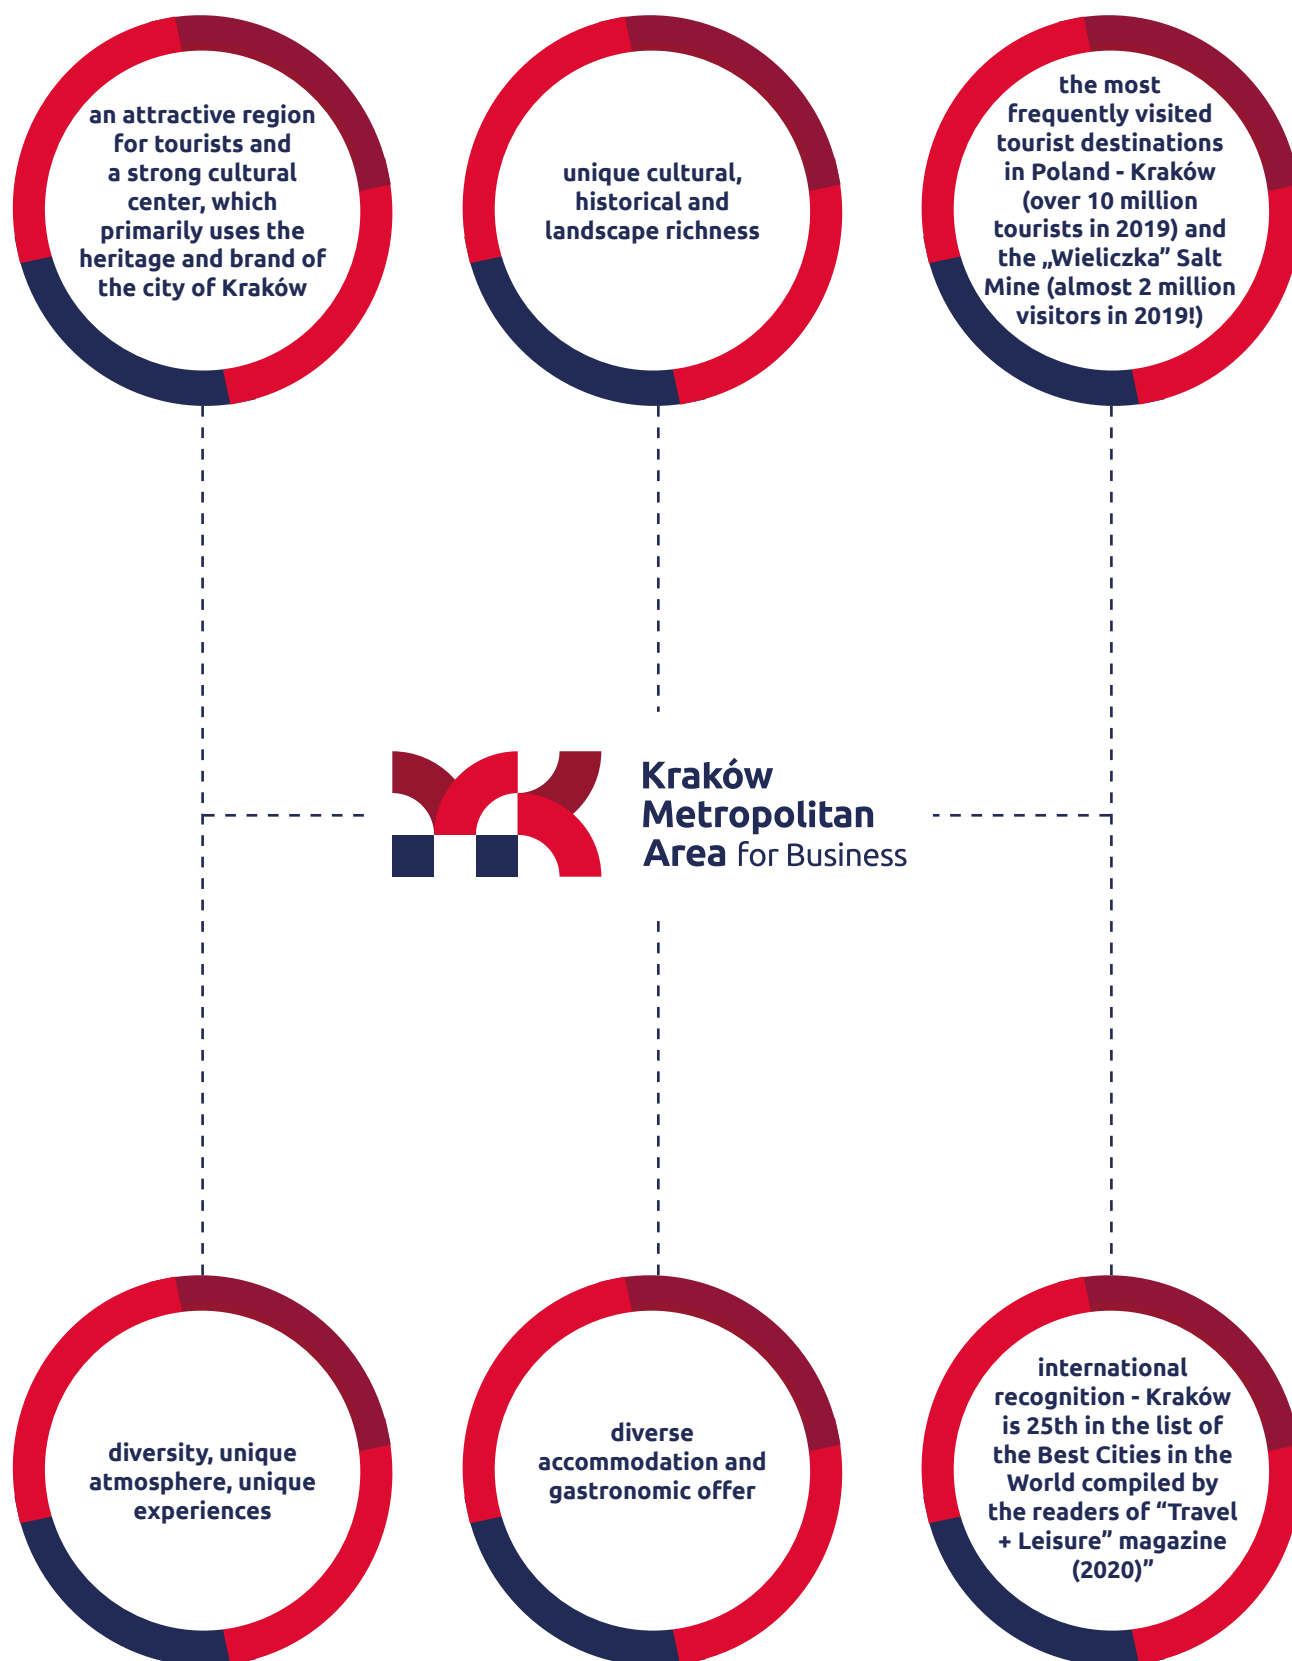 an attractive region
for tourists and
a strong cultural
center, which
primarily uses the
heritage and brand of
the city of Kraków
unique cultural,
historical and
landscape richness
the most
frequently visited
tourist destinations
in Poland - Kraków
(over 10 million
tourists in 2019) and
the „Wieliczka” Salt
Mine (almost 2 million
visitors in 2019!)
Kraków
Metropolitan
Area for Business
diversity, unique
atmosphere, unique
experiences
diverse
accommodation and
gastronomic offer
international
recognition - Kraków
is 25th in the list of
the Best Cities in the
World compiled by
the readers of “Travel
+ Leisure” magazine
(2020)”